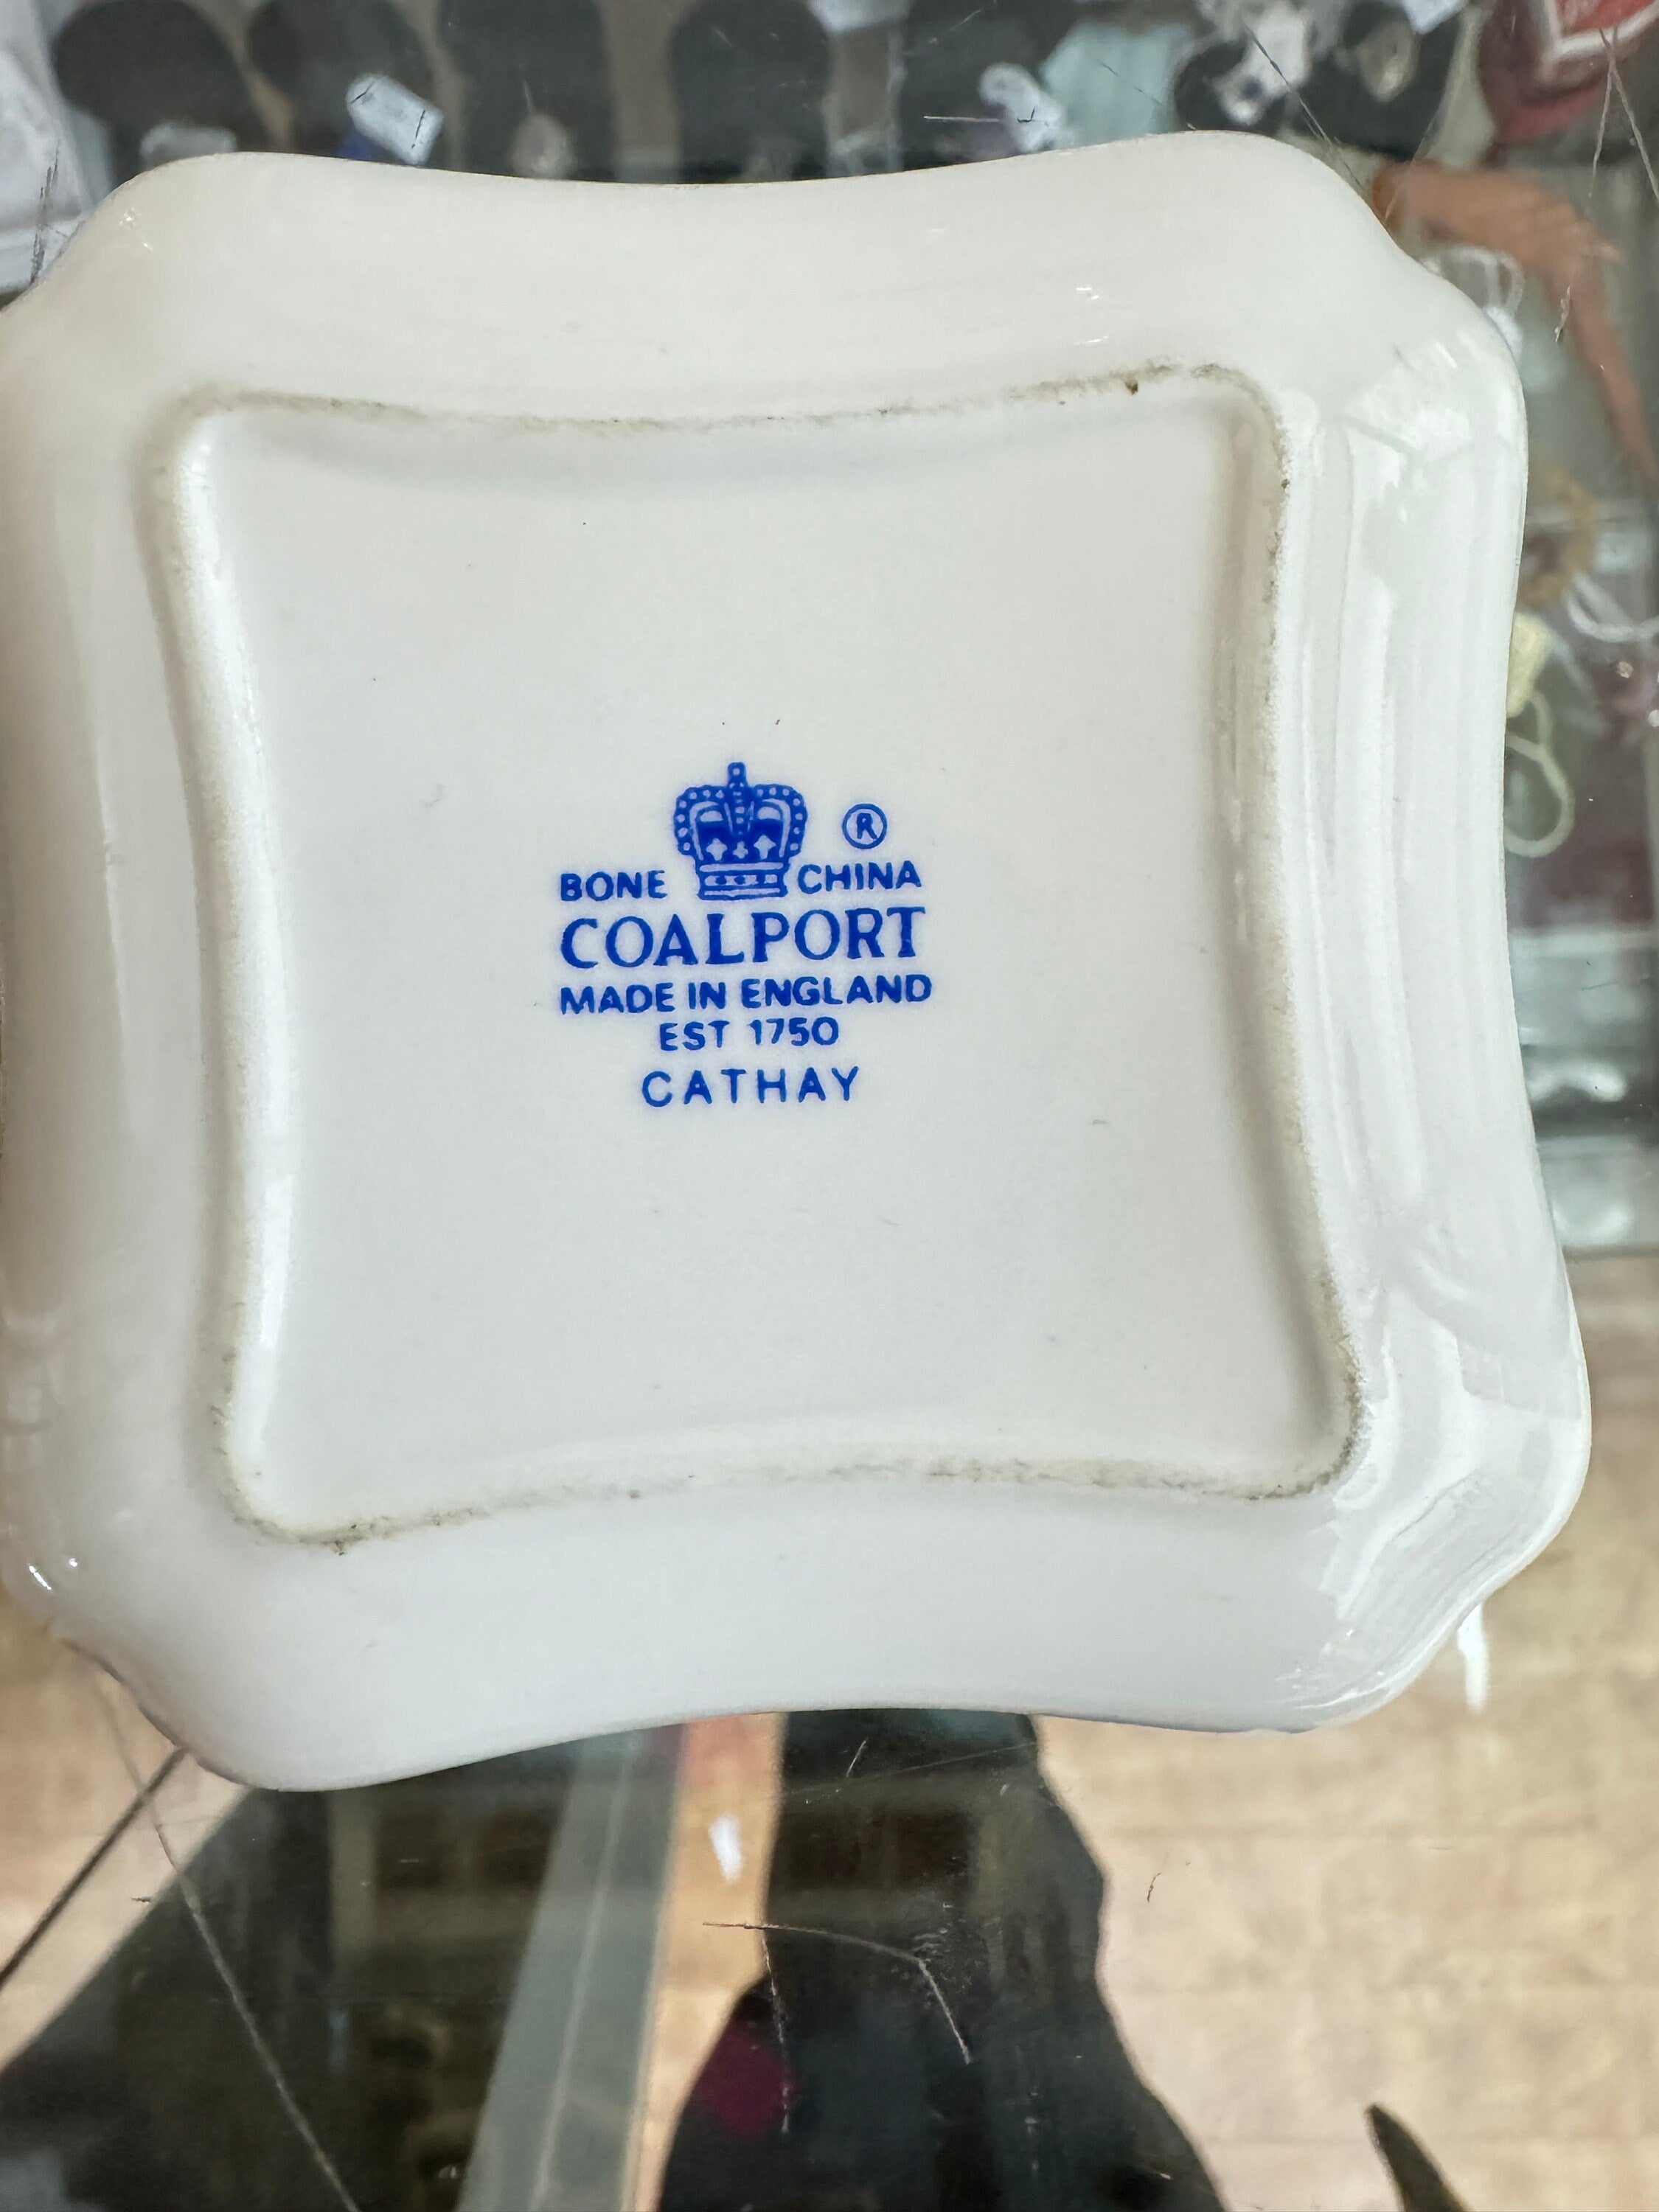 ®
BONE CHINA
COALPORT
MADE IN ENGLAND
EST 1750
CATHAY